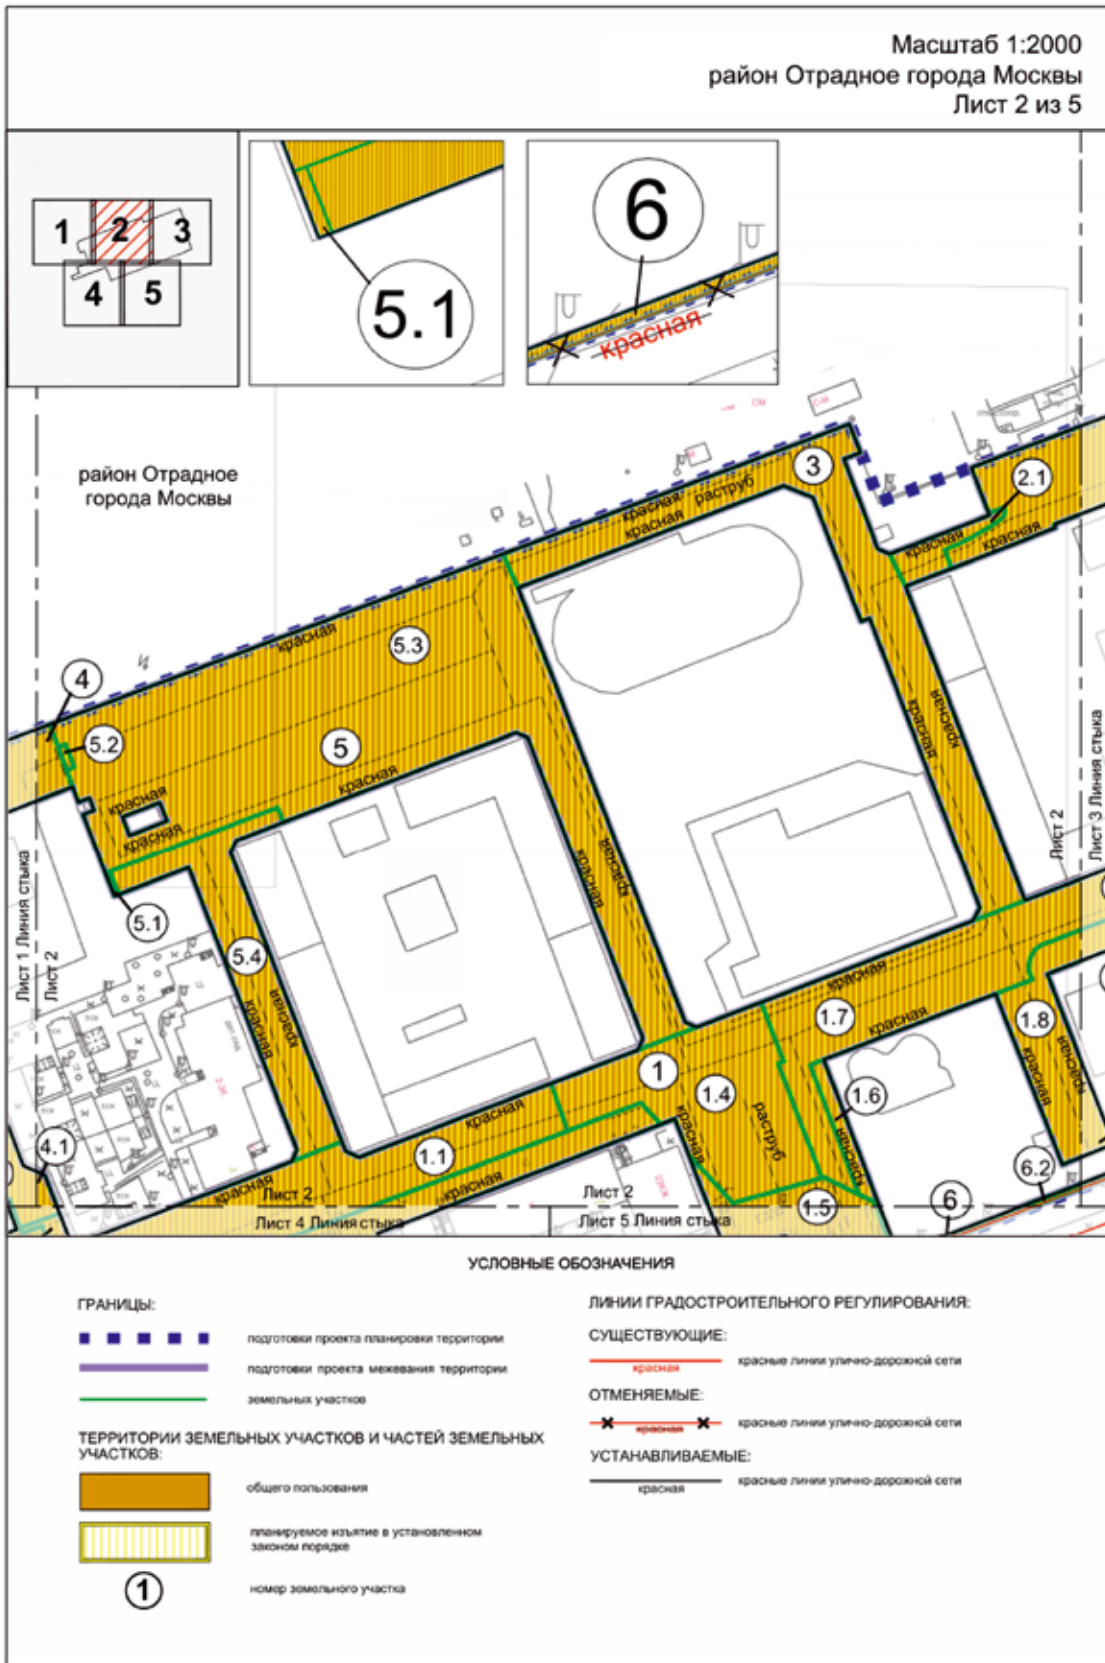 Масштаб 1:2000
район Отрадное города Москвы
Лист 2 из 5
1
2
3
4
5
5.1
6
красная
район Отрадное
города Москвы
3
2.1
красная раструб
красная
красная
красная
красная
5.3
4
5.2
5
красная
красная
красная
красная
красная
красная
красная
Лист 1 Линия стыка
Лист 2
Лист 2
Лист 3 Линия стыка
5.1
5.4
красная
красная
1
1.4
1.7
красная
красная
1.8
красная
красная
1.6
красная
1.1
красная
красная
красная
раструб
красная
4.1
6.2
6
1.5
Лист 2
Лист 4 Линия стыка
Лист 2
Лист 5 Линия стыка
УСЛОВНЫЕ ОБОЗНАЧЕНИЯ
ГРАНИЦЫ:
подготовки проекта планировки территории
подготовки проекта межевания территории
земельных участков
ТЕРРИТОРИИ ЗЕМЕЛЬНЫХ УЧАСТКОВ И ЧАСТЕЙ ЗЕМЕЛЬНЫХ
УЧАСТКОВ:
общего пользования
планируемое изъятие в установленном
законом порядке
1
номер земельного участка
ЛИНИИ ГРАДОСТРОИТЕЛЬНОГО РЕГУЛИРОВАНИЯ:
СУЩЕСТВУЮЩИЕ:
красная
красные линии улично-дорожной сети
ОТМЕНЯЕМЫЕ:
красная
красные линии улично-дорожной сети
УСТАНАВЛИВАЕМЫЕ:
красная
красные линии улично-дорожной сети